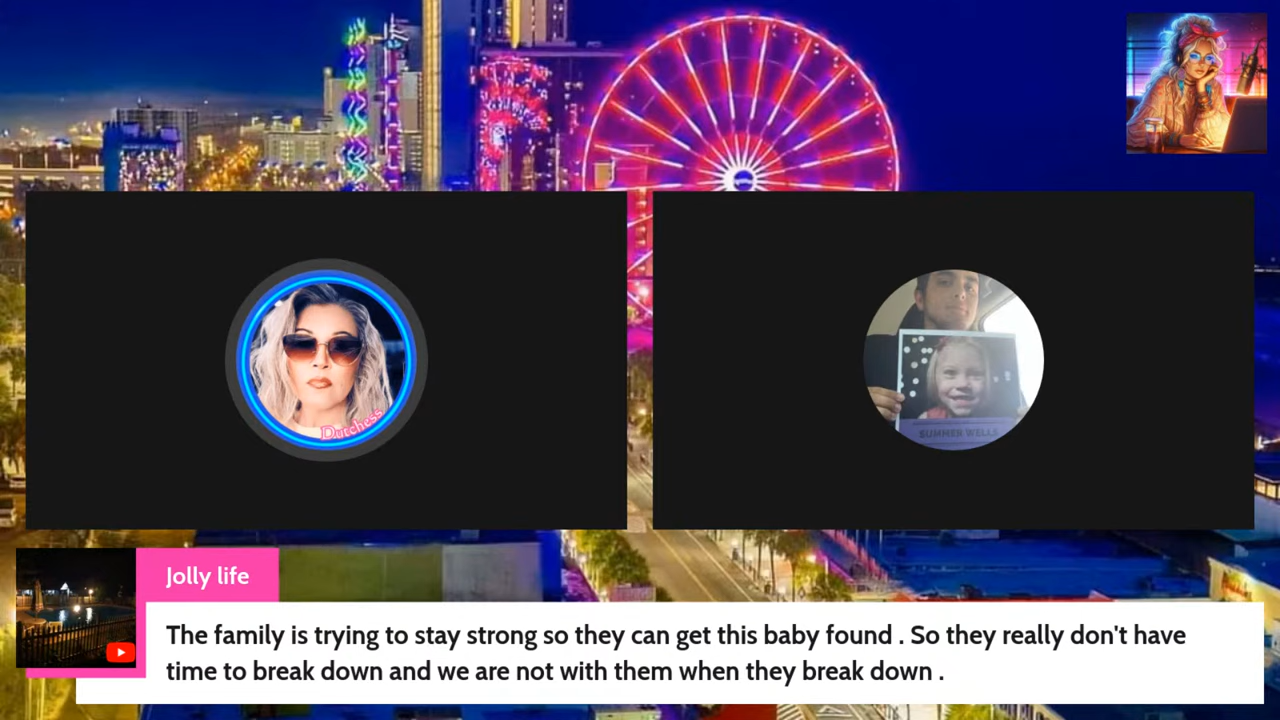 Dutchess
SUMMER WELLS
Jolly life
The family is trying to stay strong so they can get this baby found . So they really don't have
time to break down and we are not with them when they break down .